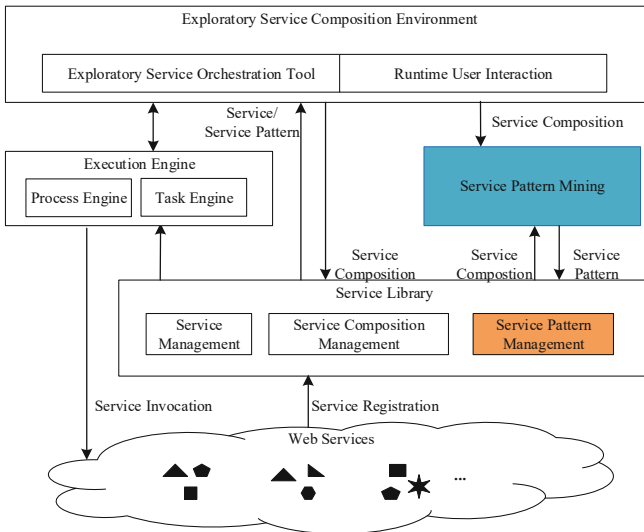 Exploratory Service Composition Environment
Exploratory Service Orchestration Tool
Runtime User Interaction
Service/
Service Pattern
Service Composition
Execution Engine
Process Engine
Task Engine
Service Pattern Mining
Service
Composition
Service
Compostion
Service
Pattern
Service Library
Service
Management
Service Composition
Management
Service Pattern
Management
Service Invocation
Service Registration
Web Services
...